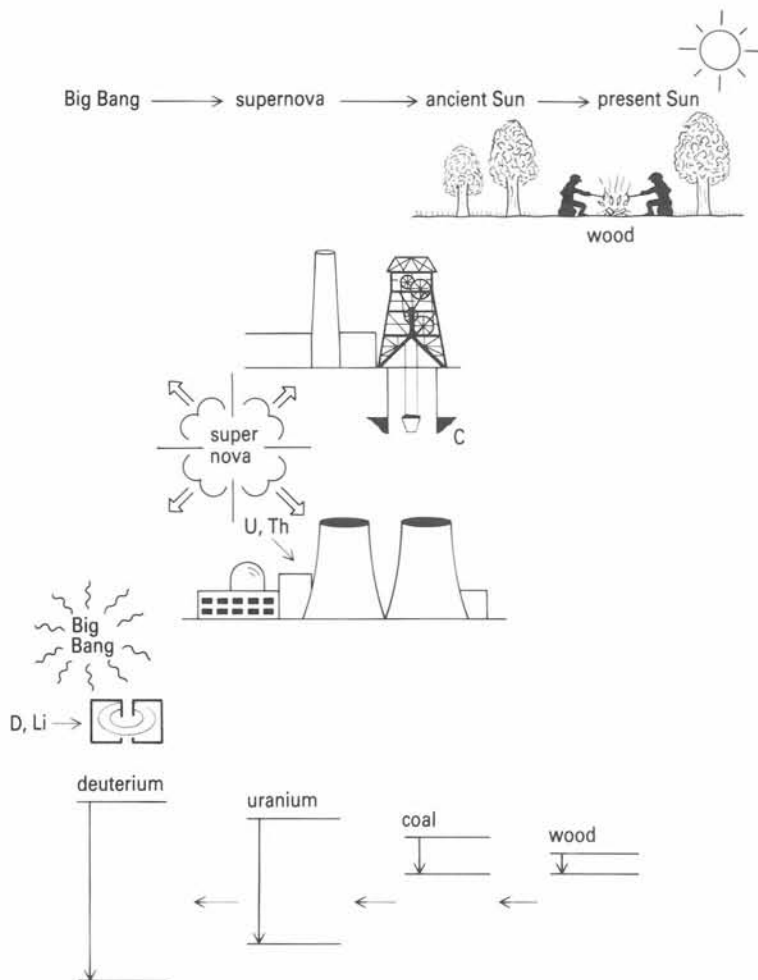 Big Bang → supernova → ancient Sun → present Sun
wood
C
super
nova
U, Th
Big
Bang
D, Li →
deuterium
uranium
coal
wood